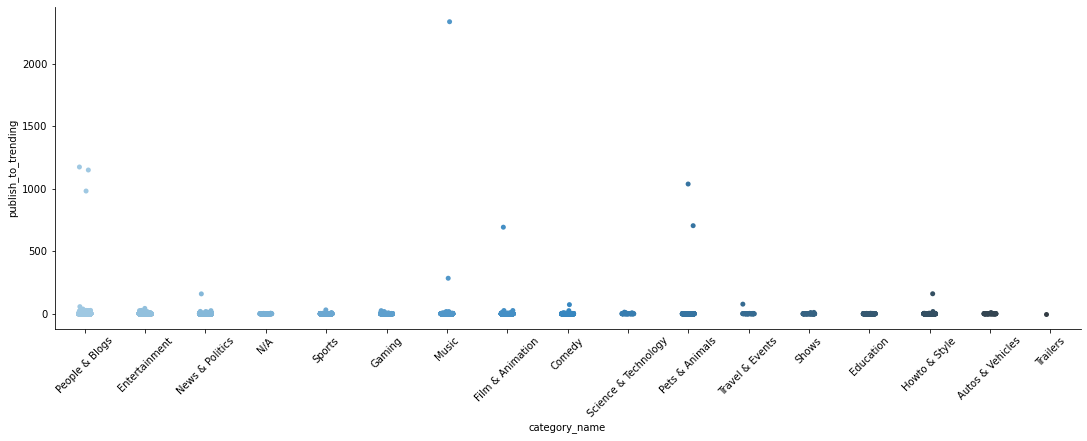 publish_to_trending
2000
1500
1000
500
0
People & Blogs
Entertainment
News & Politics
N/A
Sports
Gaming
Music
Film & Animation
Comedy
Science & Technology
Pets & Animals
Travel & Events
Shows
Education
Howto & Style
Autos & Vehicles
Trailers
category_name